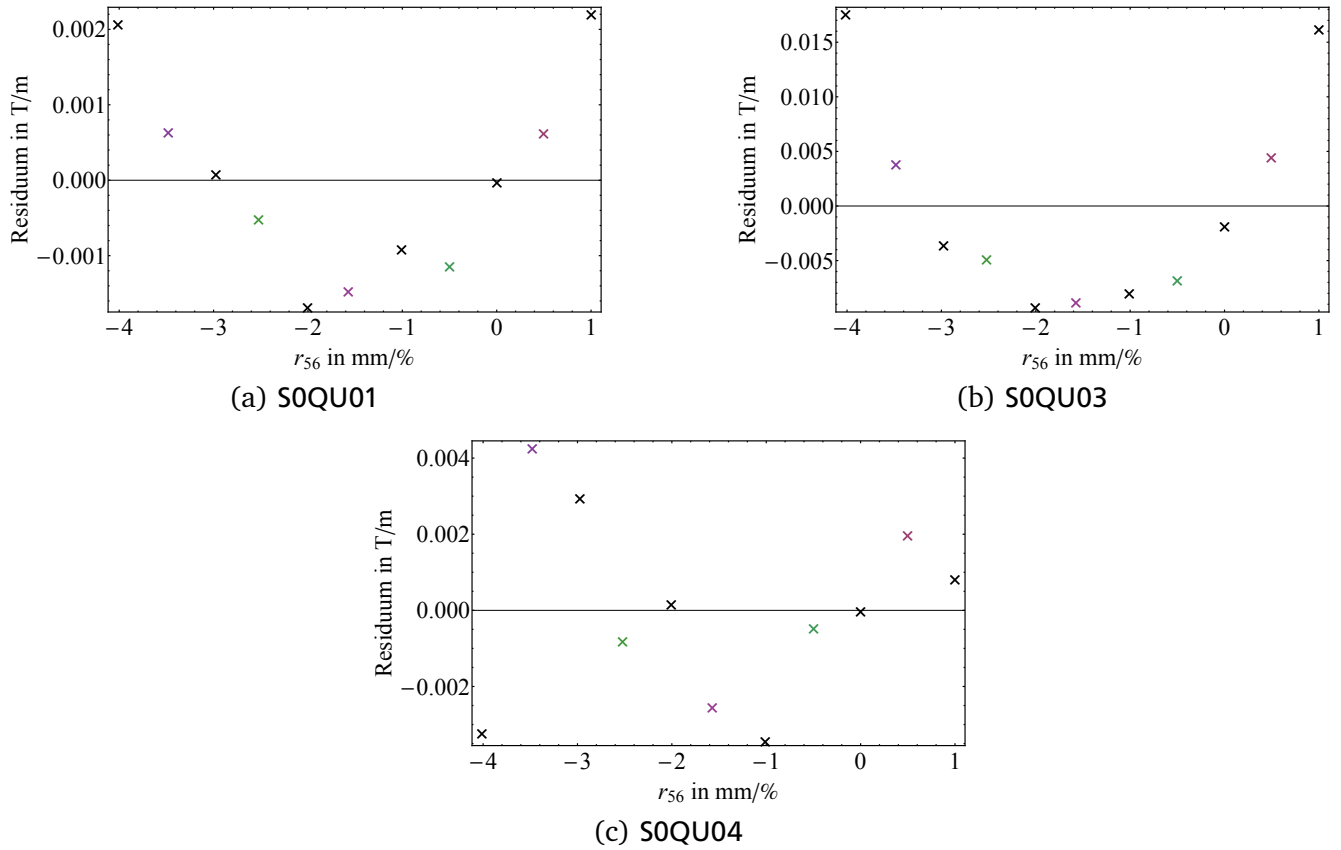 0.002
0.001
0.000
−0.001
Residuum in T/m
−4 −3 −2 −1 0 1
r56 in mm/%
(a) S0QU01
0.015
0.010
0.005
0.000
−0.005
Residuum in T/m
−4 −3 −2 −1 0 1
r56 in mm/%
(b) S0QU03
0.004
0.002
0.000
−0.002
Residuum in T/m
−4 −3 −2 −1 0 1
r56 in mm/%
(c) S0QU04